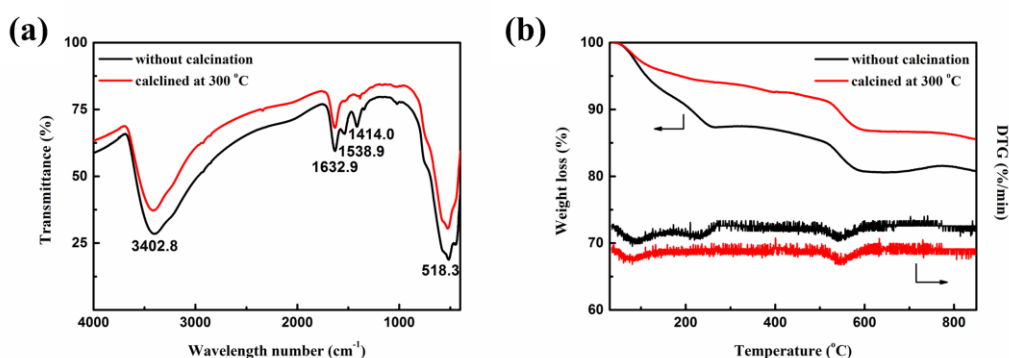 (a)
100
75
50
25
Transmittance (%)
without calcination
calclined at 300 °C
3402.8
1632.9
1538.9
1414.0
518.3
4000
3000
2000
1000
Wavelength number (cm-1)
(b)
100
90
80
70
60
Weight loss (%)
without calcination
calcined at 300 °C
DTG (%/min)
200
400
600
800
Temperature (°C)